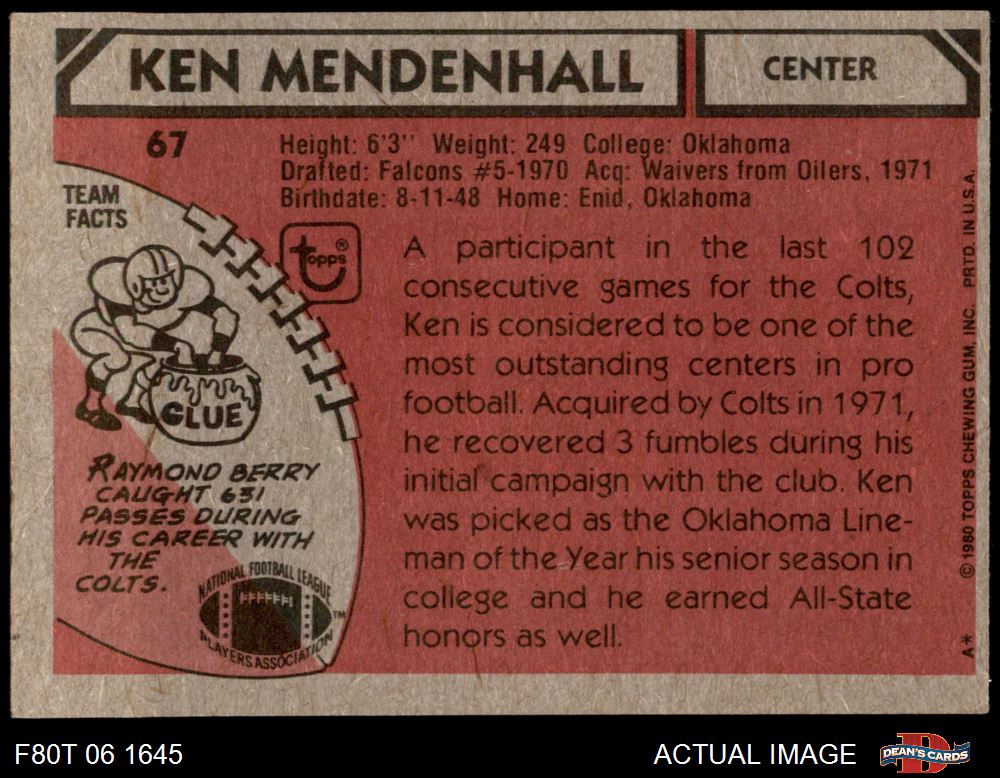 KEN MENDENHALL
CENTER
67
Height: 6'3" Weight: 249 College: Oklahoma
Drafted: Falcons #5-1970 Acq: Waivers from Oilers, 1971
Birthdate: 8-11-48 Home: Enid, Oklahoma
TEAM
FACTS
topps®
GLUE
RAYMOND BERRY
CAUGHT 631
PASSES DURING
HIS CAREER WITH
THE
COLTS.
NATIONAL FOOTBALL LEAGUE
PLAYERS ASSOCIATION
TM
A participant in the last 102
consecutive games for the Colts,
Ken is considered to be one of the
most outstanding centers in pro
football. Acquired by Colts in 1971,
he recovered 3 fumbles during his
initial campaign with the club. Ken
was picked as the Oklahoma Line-
man of the Year his senior season in
college and he earned All-State
honors as well.
A* © 1980 TOPPS CHEWING GUM, INC. PRTD. IN U.S.A.
F80T 06 1645
ACTUAL IMAGE
DEAN'S CARDS